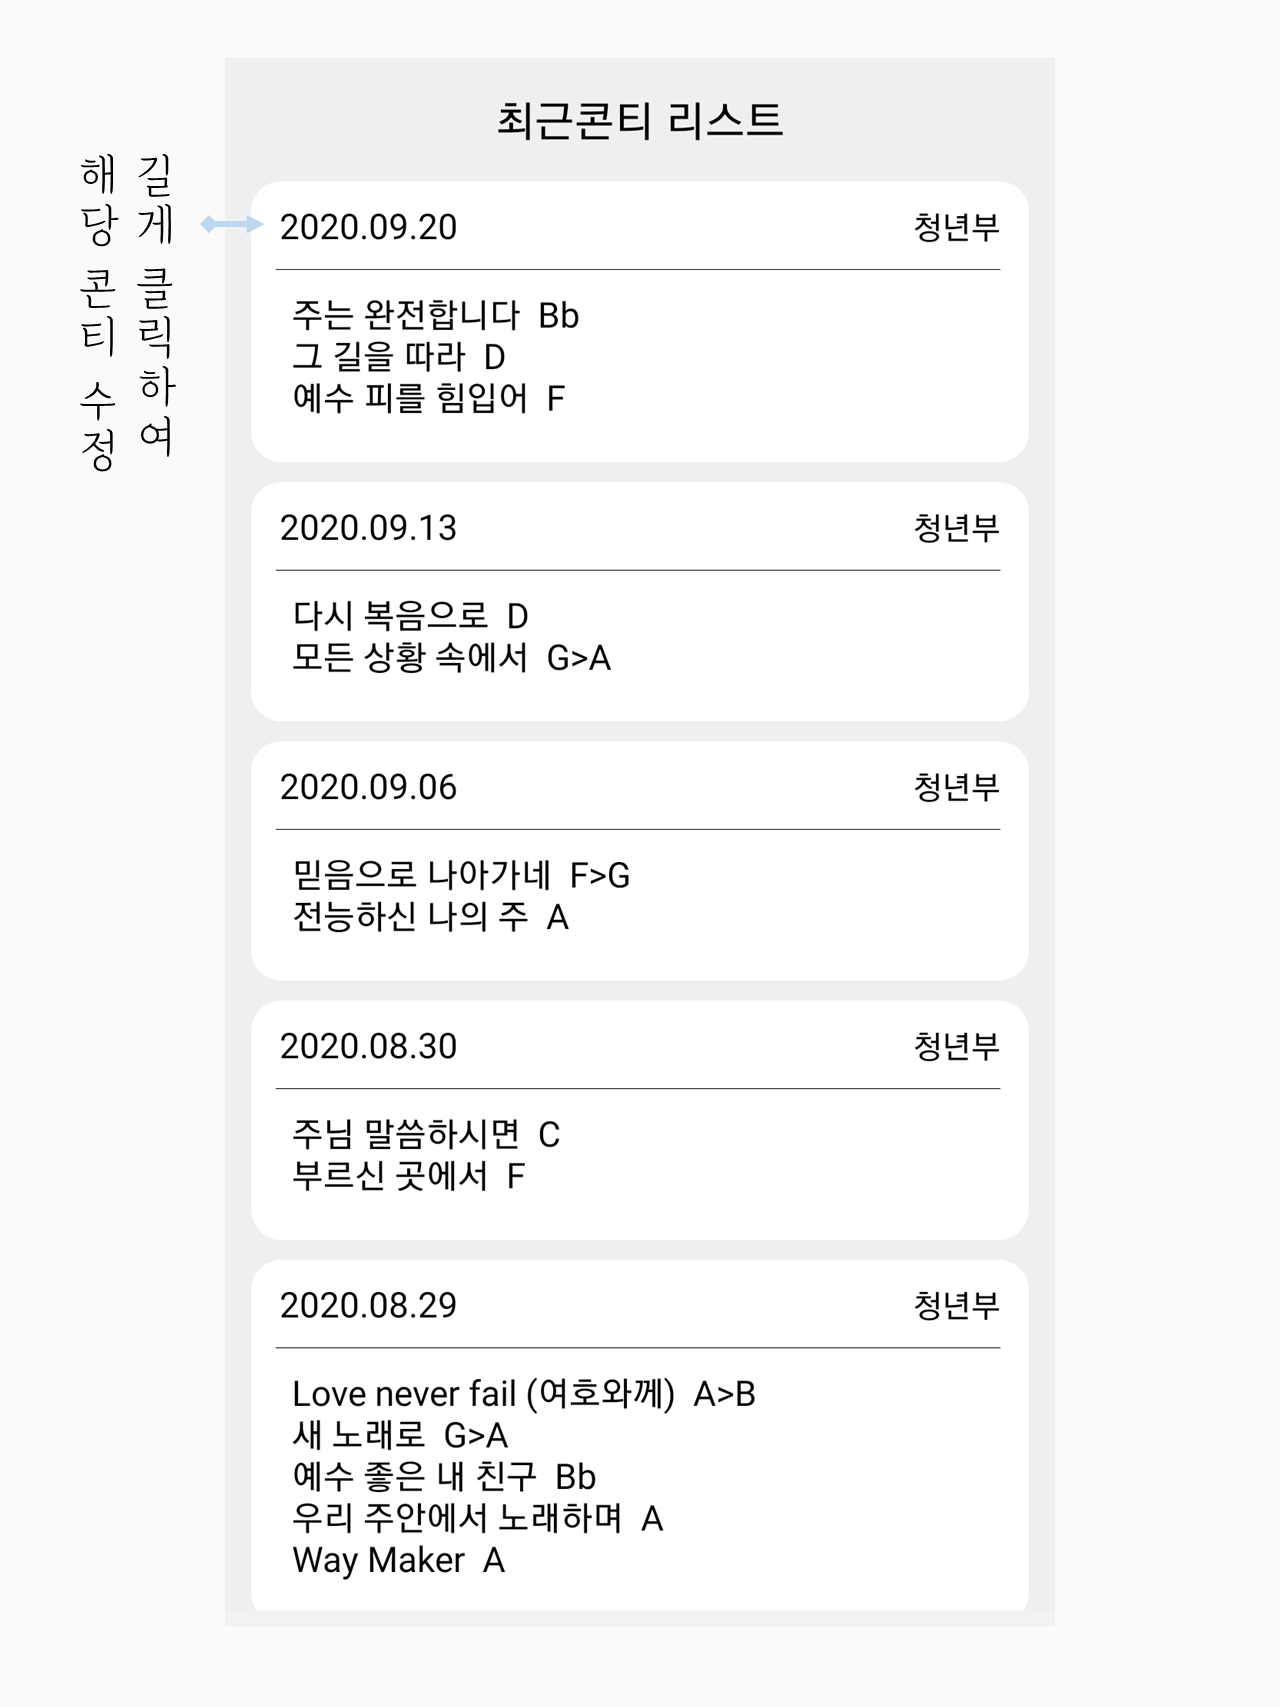 최근콘티 리스트
길게 클릭하여
해당 콘티 수정
2020.09.20 청년부
주는 완전합니다 Bb
그 길을 따라 D
예수 피를 힘입어 F
2020.09.13 청년부
다시 복음으로 D
모든 상황 속에서 G>A
2020.09.06 청년부
믿음으로 나아가네 F>G
전능하신 나의 주 A
2020.08.30 청년부
주님 말씀하시면 C
부르신 곳에서 F
2020.08.29 청년부
Love never fail (여호와께) A>B
새 노래로 G>A
예수 좋은 내 친구 Bb
우리 주안에서 노래하며 A
Way Maker A